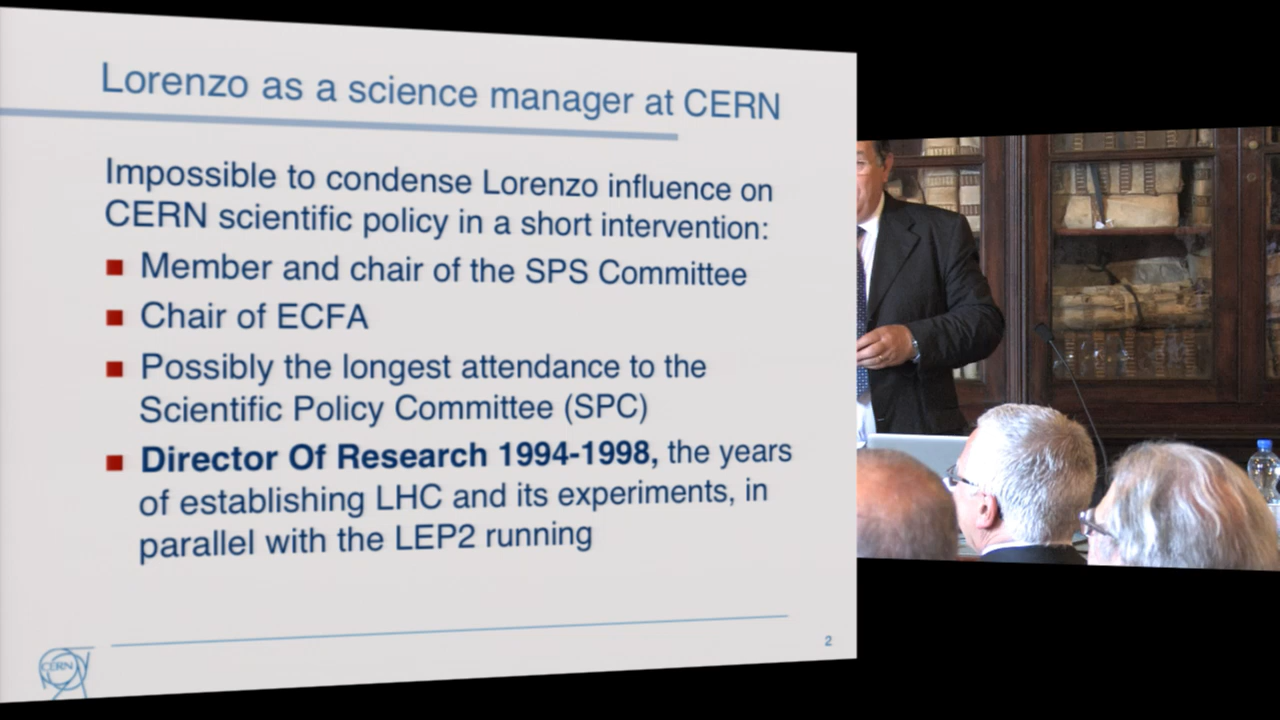 Lorenzo as a science manager at CERN
Impossible to condense Lorenzo influence on
CERN scientific policy in a short intervention:
Member and chair of the SPS Committee
Chair of ECFA
Possibly the longest attendance to the
Scientific Policy Committee (SPC)
Director Of Research 1994-1998, the years
of establishing LHC and its experiments, in
parallel with the LEP2 running
CERN
2